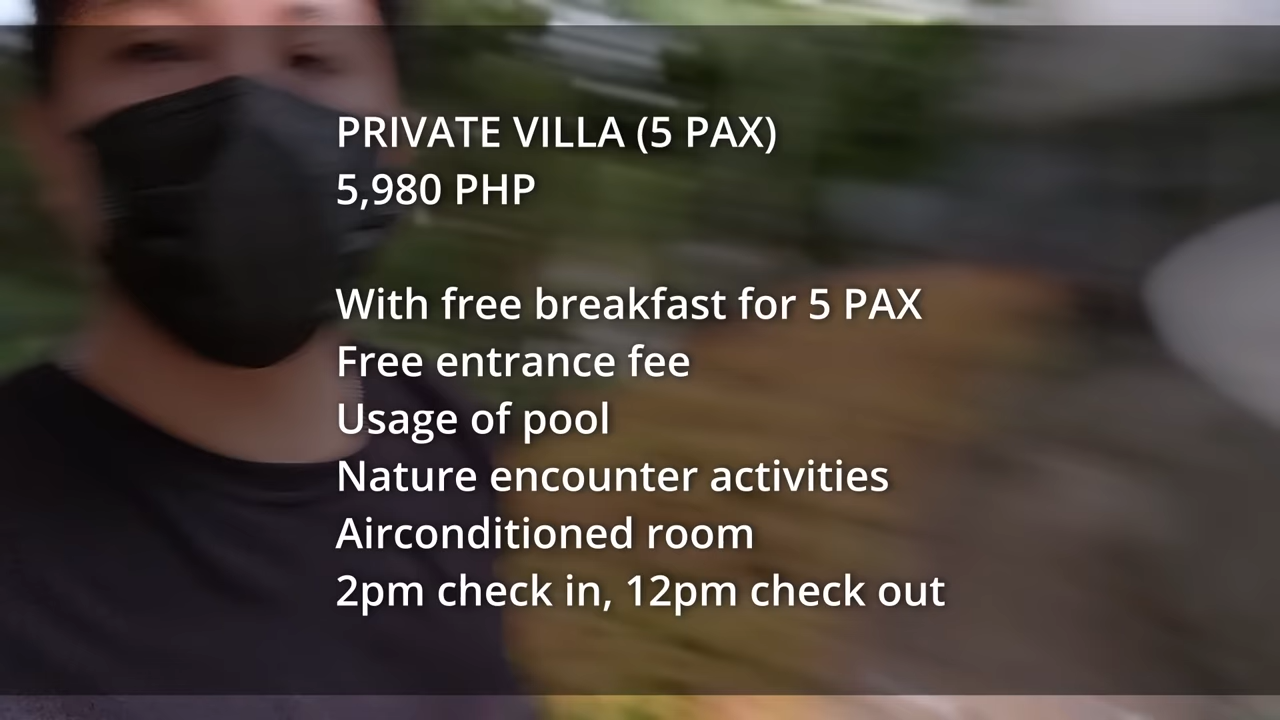 PRIVATE VILLA (5 PAX)
5,980 PHP
With free breakfast for 5 PAX
Free entrance fee
Usage of pool
Nature encounter activities
Airconditioned room
2pm check in, 12pm check out